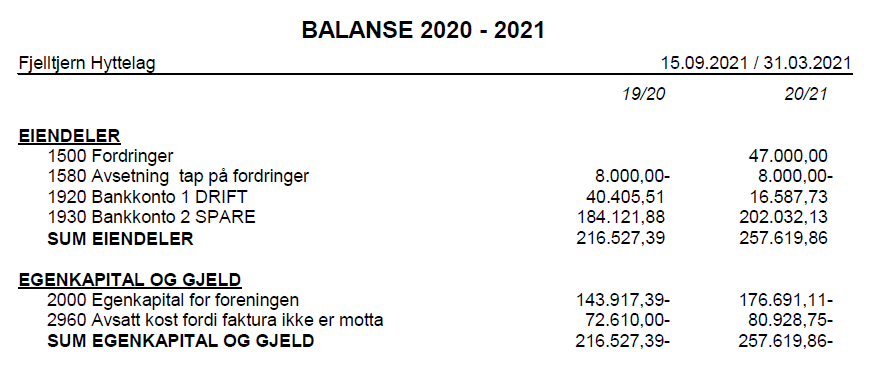 BALANSE 2020 - 2021
Fjelltjern Hyttelag 15.09.2021 / 31.03.2021
19/20 20/21
EIENDELER
1500 Fordringer 47.000,00
1580 Avsetning tap på fordringer 8.000,00- 8.000,00-
1920 Bankkonto 1 DRIFT 40.405,51 16.587,73
1930 Bankkonto 2 SPARE 184.121,88 202.032,13
SUM EIENDELER 216.527,39 257.619,86
EGENKAPITAL OG GJELD
2000 Egenkapital for foreningen 143.917,39- 176.691,11-
2960 Avsatt kost fordi faktura ikke er motta 72.610,00- 80.928,75-
SUM EGENKAPITAL OG GJELD 216.527,39- 257.619,86-